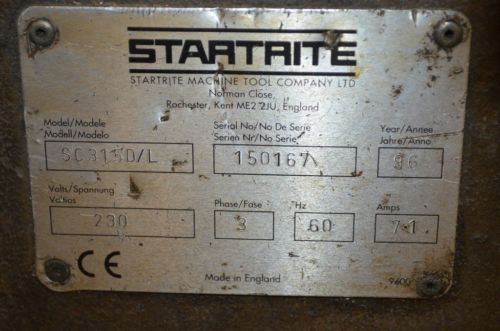 STARTRITE
STARTRITE MACHINE TOOL COMPANY LTD
Norman Close,
Rochester, Kent ME2 2JU, England
Model/Modele
Modell/Modelo
SC315D/L
Serial No/No De Serie
Serien Nr/No Serie
150167
Year/Annee
Jahre/Anno
96
Volts/Spannung
Voltios
230
Phase/Fase
3
Hz
60
Amps
7.1
CE
Made in England
9600